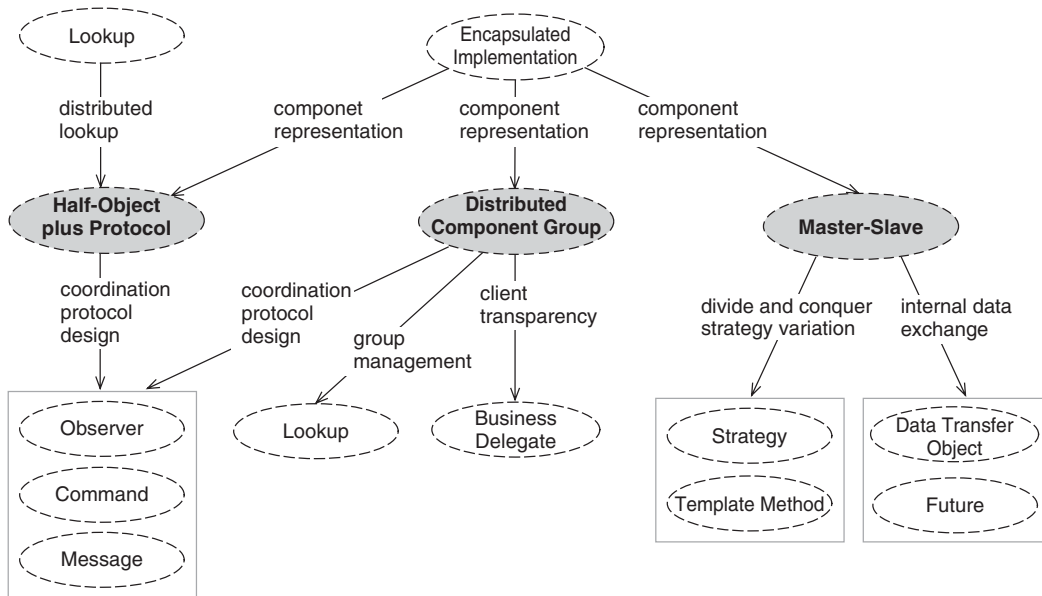 Lookup
Encapsulated
Implementation
distributed
lookup
componet
representation
component
representation
component
representation
Half-Object
plus Protocol
Distributed
Component Group
Master-Slave
coordination
protocol
design
coordination
protocol
design
group
management
client
transparency
divide and conquer
strategy variation
internal data
exchange
Observer
Command
Message
Lookup
Business
Delegate
Strategy
Template Method
Data Transfer
Object
Future